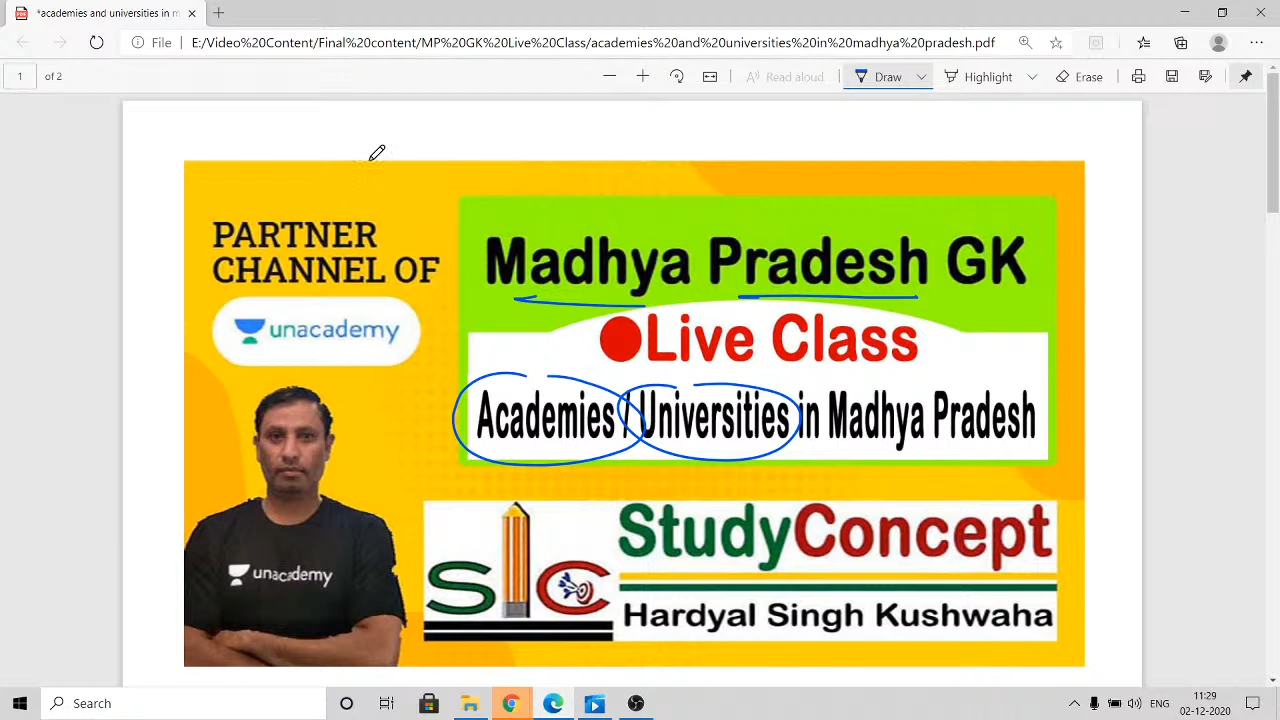 *academies and universities in m
File
E:/Video%20Content/Final%20content/MP%20GK%20Live%20Class/academies%20and%20universities%20in%20madhya%20pradesh.pdf
1 of 2
Read aloud
Draw
Highlight
Erase
PARTNER
CHANNEL OF
unacademy
Madhya Pradesh GK
Live Class
Academies / Universities in Madhya Pradesh
unacademy
SC
StudyConcept
Hardyal Singh Kushwaha
Search
ENG
11:29
02-12-2020